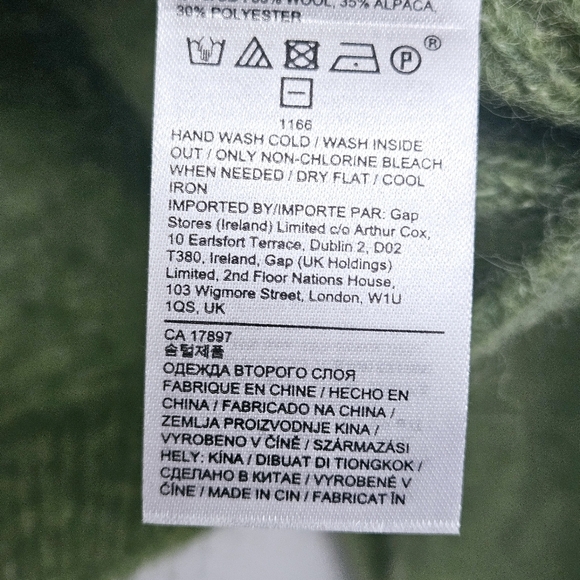 WOOL, 35% ALPACA,
30% POLYESTER
P ®
1166
HAND WASH COLD / WASH INSIDE
OUT / ONLY NON-CHLORINE BLEACH
WHEN NEEDED / DRY FLAT / COOL
IRON
IMPORTED BY/IMPORTE PAR: Gap
Stores (Ireland) Limited c/o Arthur Cox,
10 Earlsfort Terrace, Dublin 2, D02
T380, Ireland, Gap (UK Holdings)
Limited, 2nd Floor Nations House,
103 Wigmore Street, London, W1U
1QS, UK
CA 17897
솜털제품
ОДЕЖДА ВТОРОГО СЛОЯ
FABRIQUE EN CHINE / HECHO EN
CHINA / FABRICADO NA CHINA /
ZEMLJA PROIZVODNJE KINA /
VYROBENO V ČÍNĚ / SZÁRMAZÁSI
HELY: KÍNA / DIBUAT DI TIONGKOK /
СДЕЛАНО В КИТАЕ / VYROBENÉ V
ČÍNE / MADE IN CIN / FABRICAT ÎN